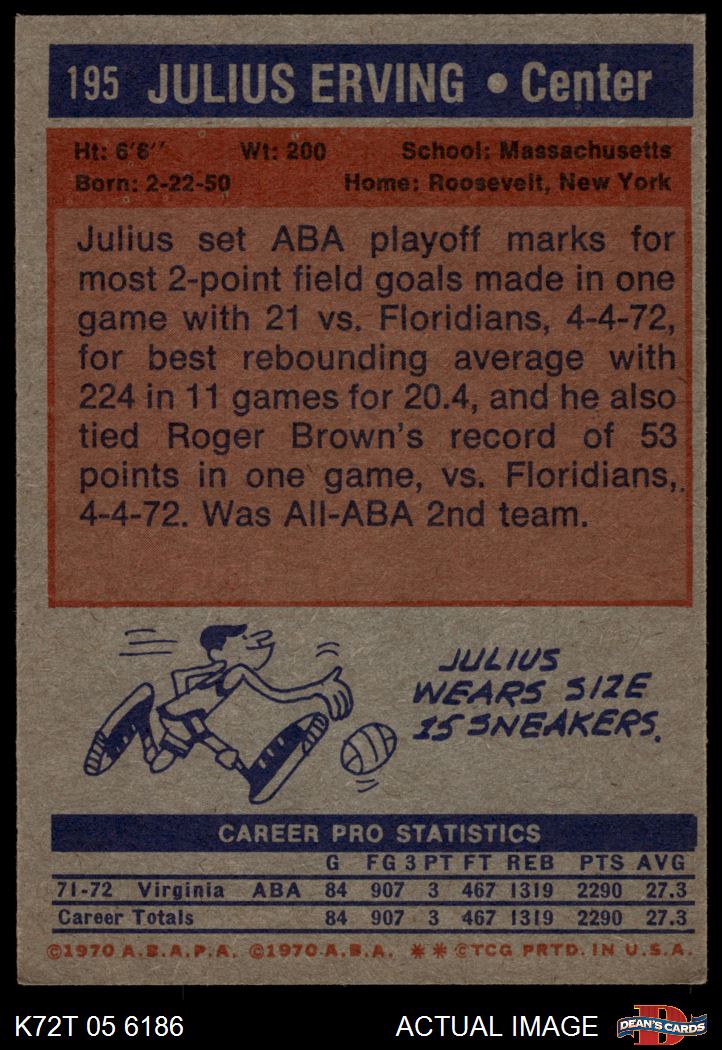 195 JULIUS ERVING • Center
Ht: 6'6'' Wt: 200 School: Massachusetts
Born: 2-22-50 Home: Roosevelt, New York
Julius set ABA playoff marks for
most 2-point field goals made in one
game with 21 vs. Floridians, 4-4-72,
for best rebounding average with
224 in 11 games for 20.4, and he also
tied Roger Brown's record of 53
points in one game, vs. Floridians,
4-4-72. Was All-ABA 2nd team.
JULIUS
WEARS SIZE
15 SNEAKERS.
CAREER PRO STATISTICS
G FG 3 PT FT REB PTS AVG
71-72 Virginia ABA 84 907 3 467 1319 2290 27.3
Career Totals 84 907 3 467 1319 2290 27.3
©1970 A.B.A.P.A. ©1970 A.B.A. ** ©TCG PRTD. IN U.S.A.
K72T 05 6186 ACTUAL IMAGE D DEAN'S CARDS